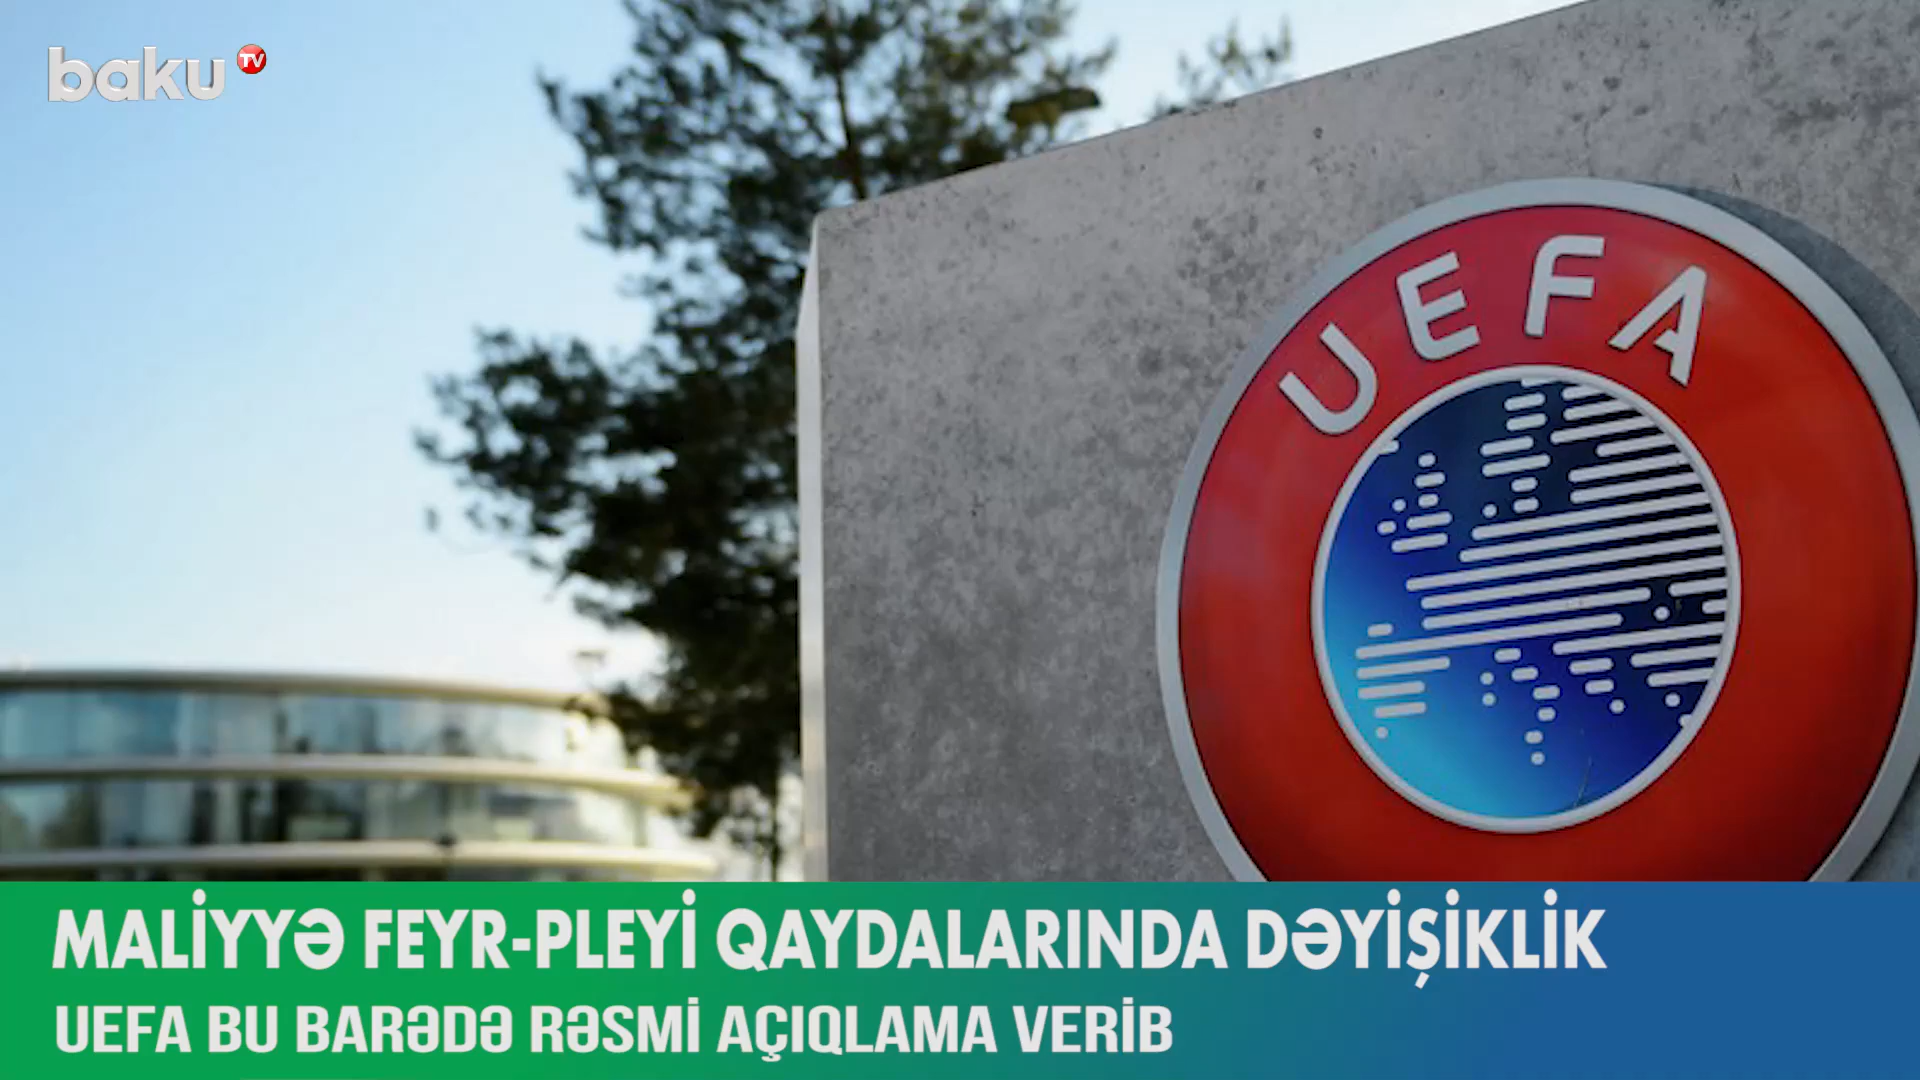 baku TV
UEFA
MALİYYƏ FEYR-PLEYİ QAYDALARINDA DƏYİŞİKLİK
UEFA BU BARƏDƏ RƏSMİ AÇIQLAMA VERİB